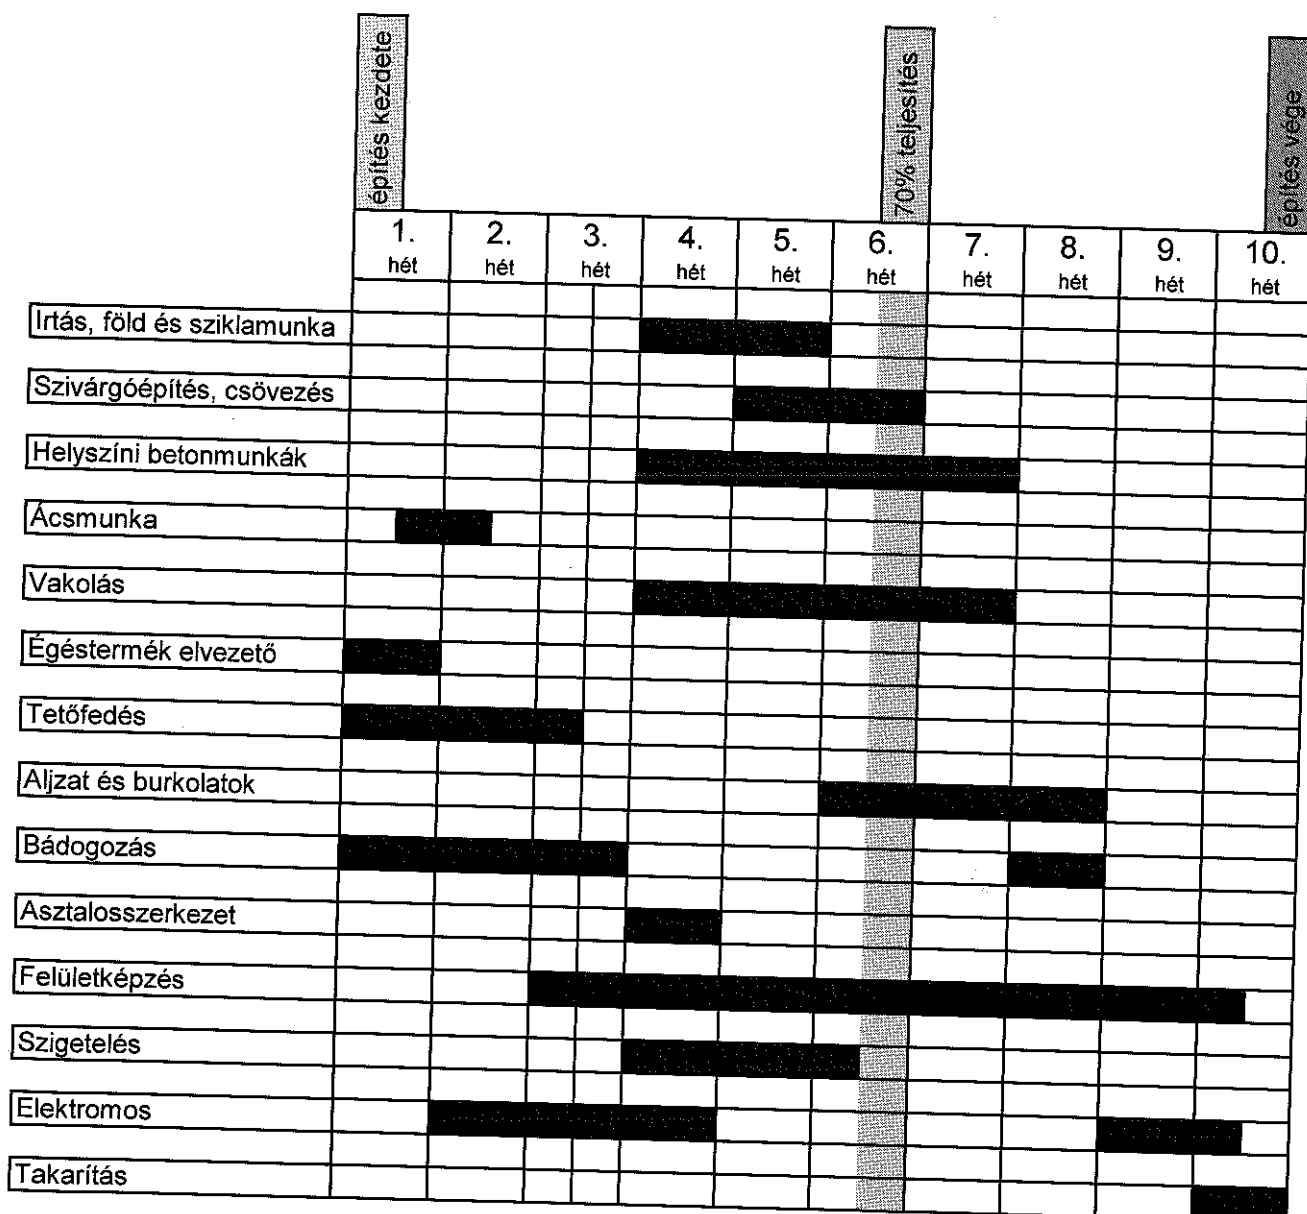 építés kezdete
70% teljesítés
építés vége
1. 2. 3. 4. 5. 6. 7. 8. 9. 10.
hét hét hét hét hét hét hét hét hét hét
Irtás, föld és sziklamunka
Szivárgóépítés, csövezés
Helyszíni betonmunkák
Ácsmunka
Vakolás
Égéstermék elvezető
Tetőfedés
Aljzat és burkolatok
Bádogozás
Asztalosszerkezet
Felületképzés
Szigetelés
Elektromos
Takarítás